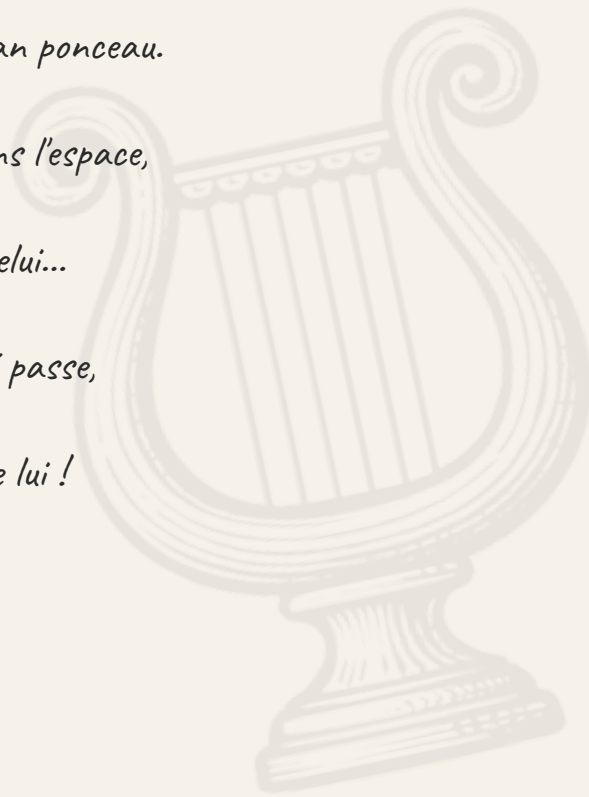 an ponceau.
ns l'espace,
elui...
passe,
e lui !